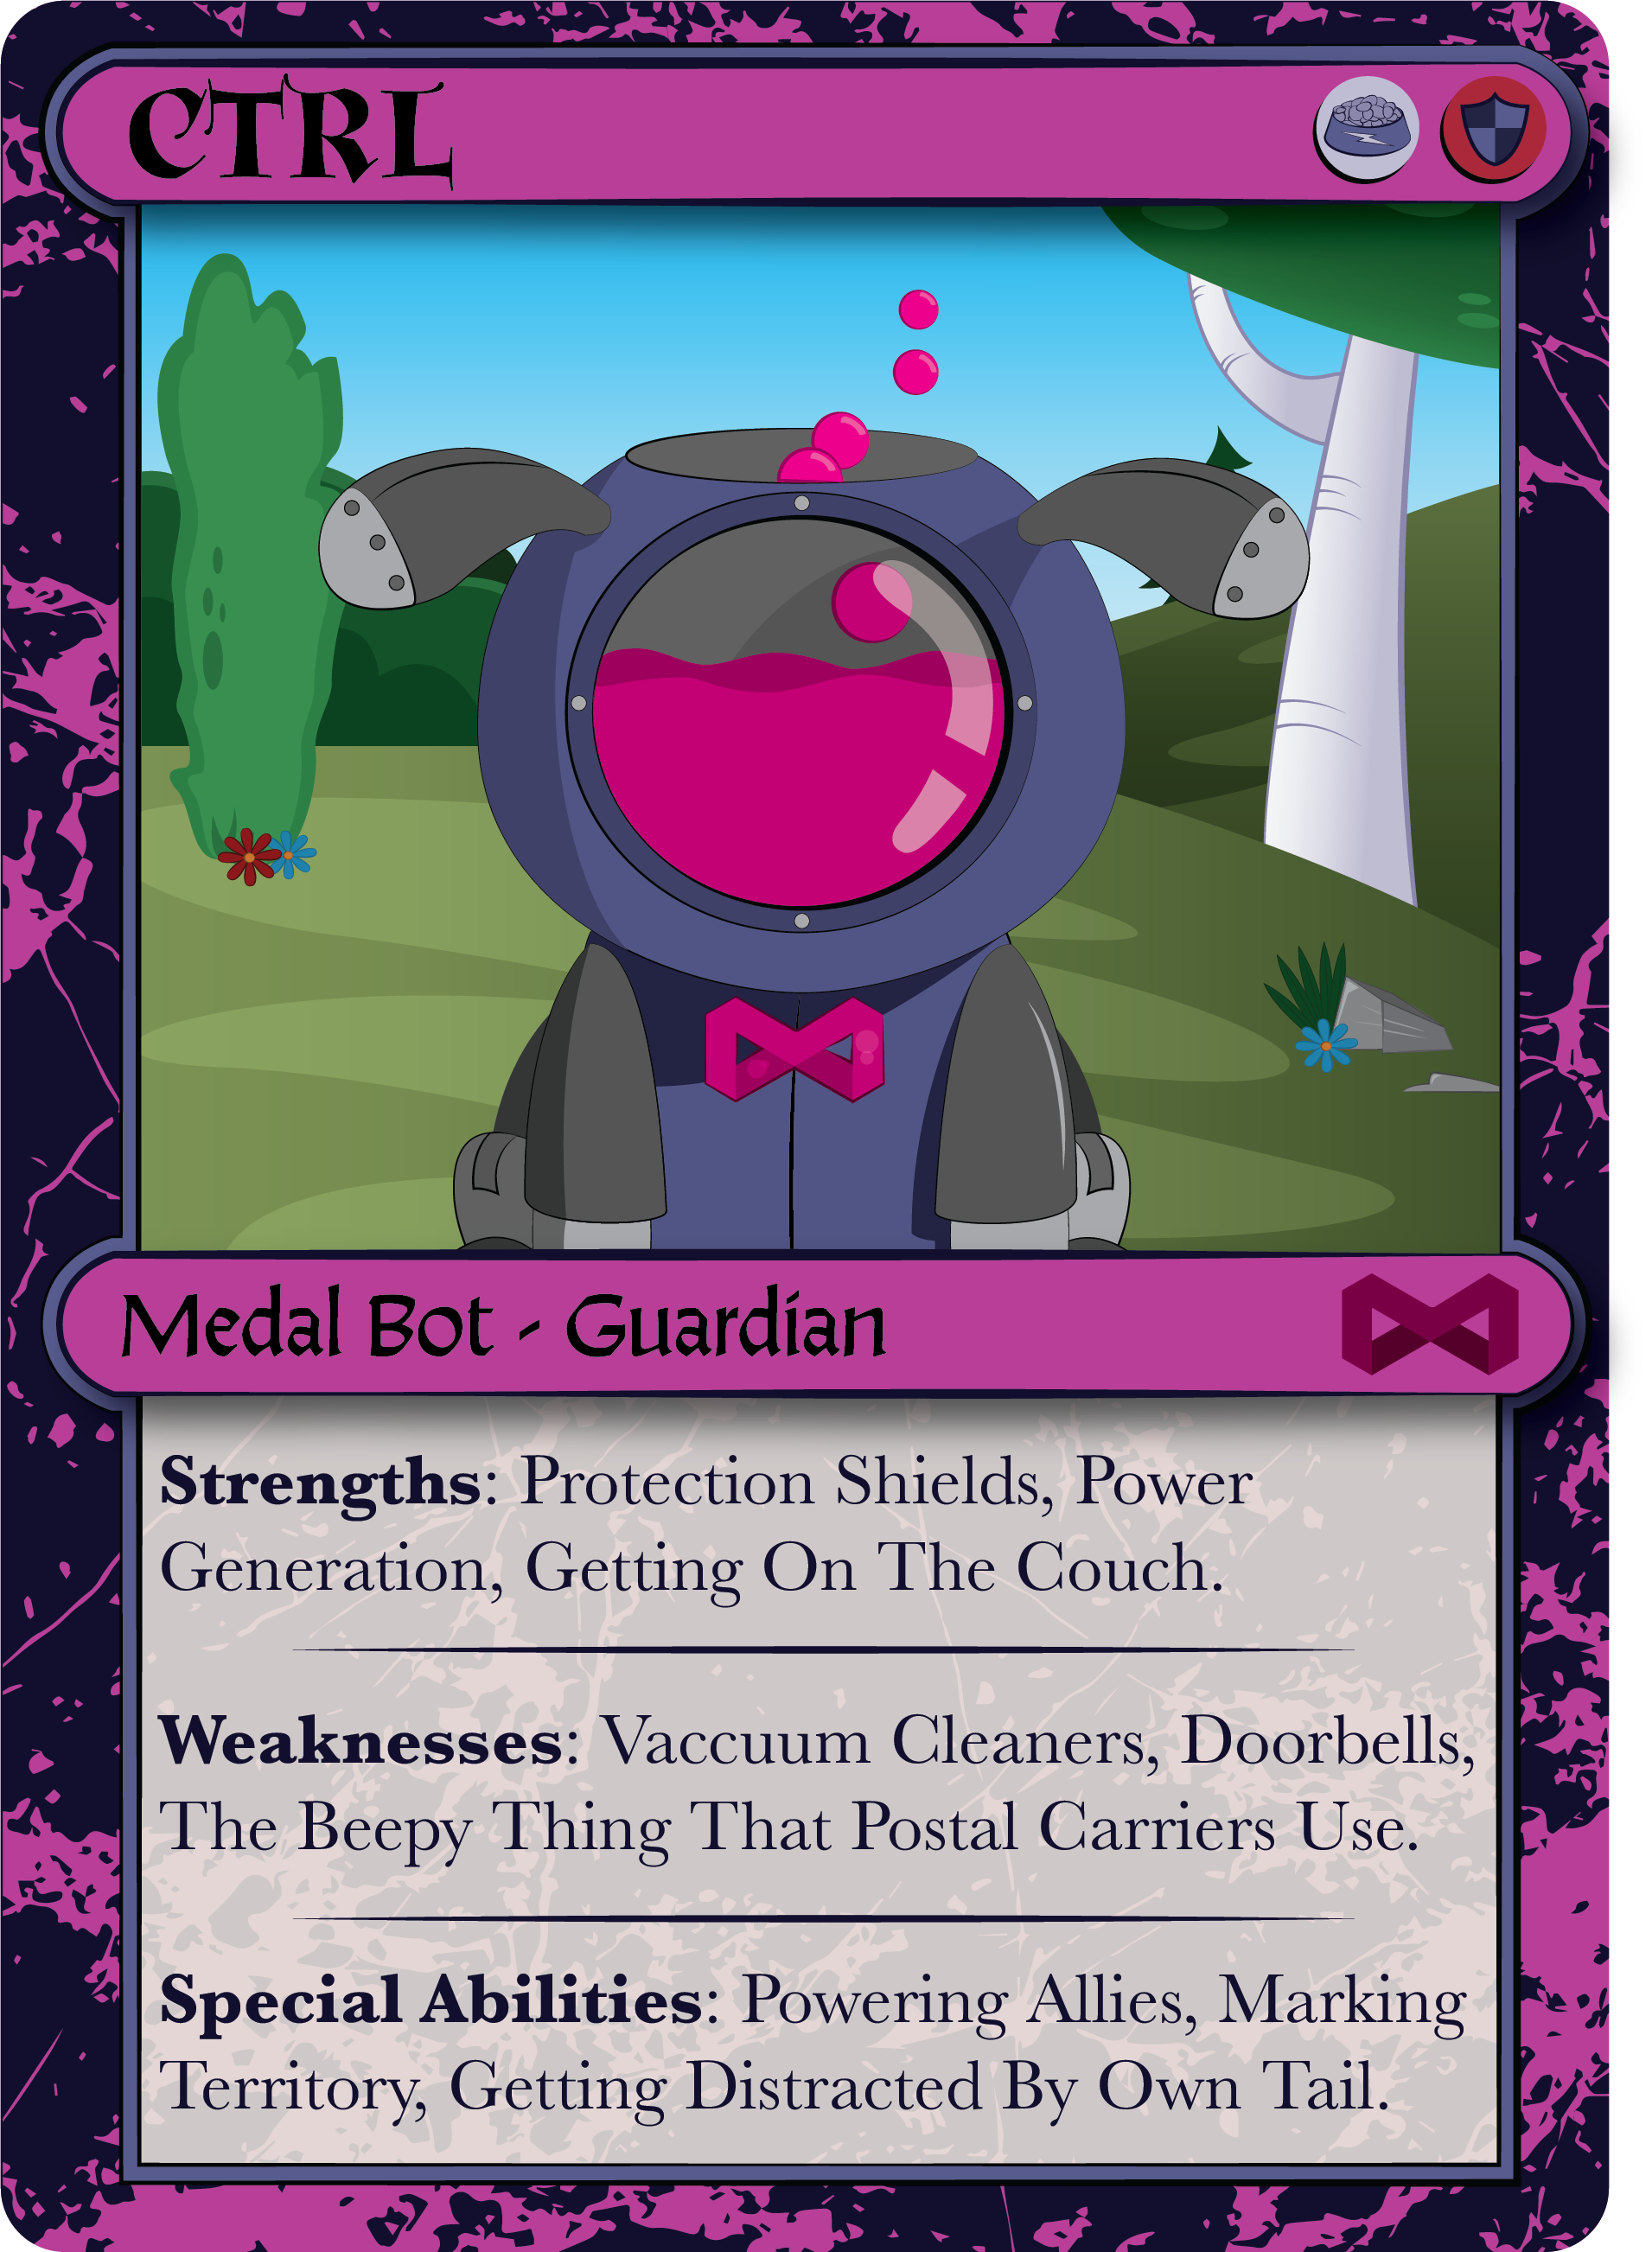 CTRL
Medal Bot - Guardian
Strengths: Protection Shields, Power
Generation, Getting On The Couch.
Weaknesses: Vaccuum Cleaners, Doorbells,
The Beepy Thing That Postal Carriers Use.
Special Abilities: Powering Allies, Marking
Territory, Getting Distracted By Own Tail.